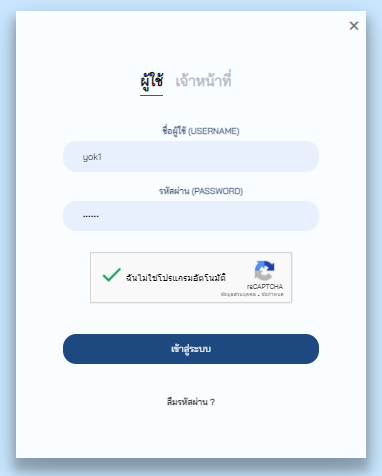 ×
ผู้ใช้ เจ้าหน้าที่
ชื่อผู้ใช้ (USERNAME)
yok1
รหัสผ่าน (PASSWORD)
••••••
ฉันไม่ใช่โปรแกรมอัตโนมัติ
reCAPTCHA
ข้อมูลส่วนบุคคล - ข้อกำหนด
เข้าสู่ระบบ
ลืมรหัสผ่าน ?